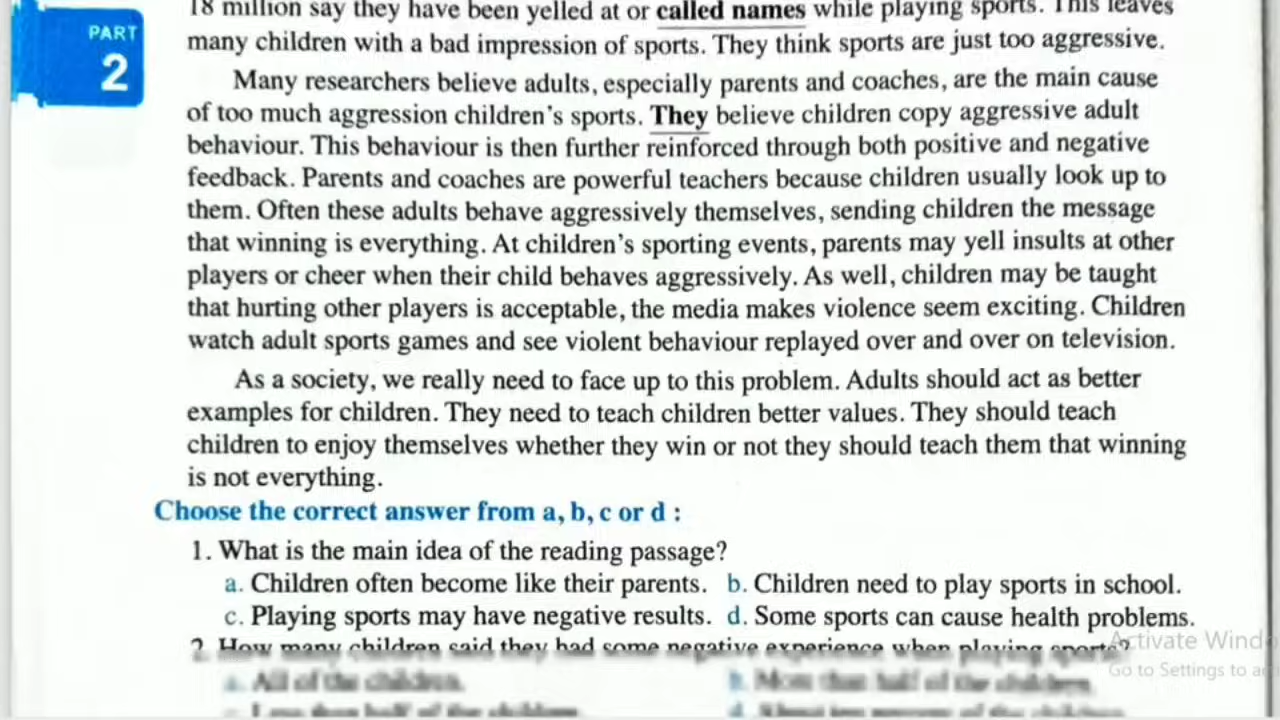 PART
2
18 million say they have been yelled at or called names while playing sports. This leaves
many children with a bad impression of sports. They think sports are just too aggressive.
Many researchers believe adults, especially parents and coaches, are the main cause
of too much aggression children's sports. They believe children copy aggressive adult
behaviour. This behaviour is then further reinforced through both positive and negative
feedback. Parents and coaches are powerful teachers because children usually look up to
them. Often these adults behave aggressively themselves, sending children the message
that winning is everything. At children's sporting events, parents may yell insults at other
players or cheer when their child behaves aggressively. As well, children may be taught
that hurting other players is acceptable, the media makes violence seem exciting. Children
watch adult sports games and see violent behaviour replayed over and over on television.
As a society, we really need to face up to this problem. Adults should act as better
examples for children. They need to teach children better values. They should teach
children to enjoy themselves whether they win or not they should teach them that winning
is not everything.
Choose the correct answer from a, b, c or d :
1. What is the main idea of the reading passage?
a. Children often become like their parents. b. Children need to play sports in school.
c. Playing sports may have negative results. d. Some sports can cause health problems.
2. How many children said they had some negative experience when playing sports?
a. All of the children. b. More than half of the children.
c. Less than half of the children. d. About ten percent of the children.
Activate Wind
Go to Settings to a